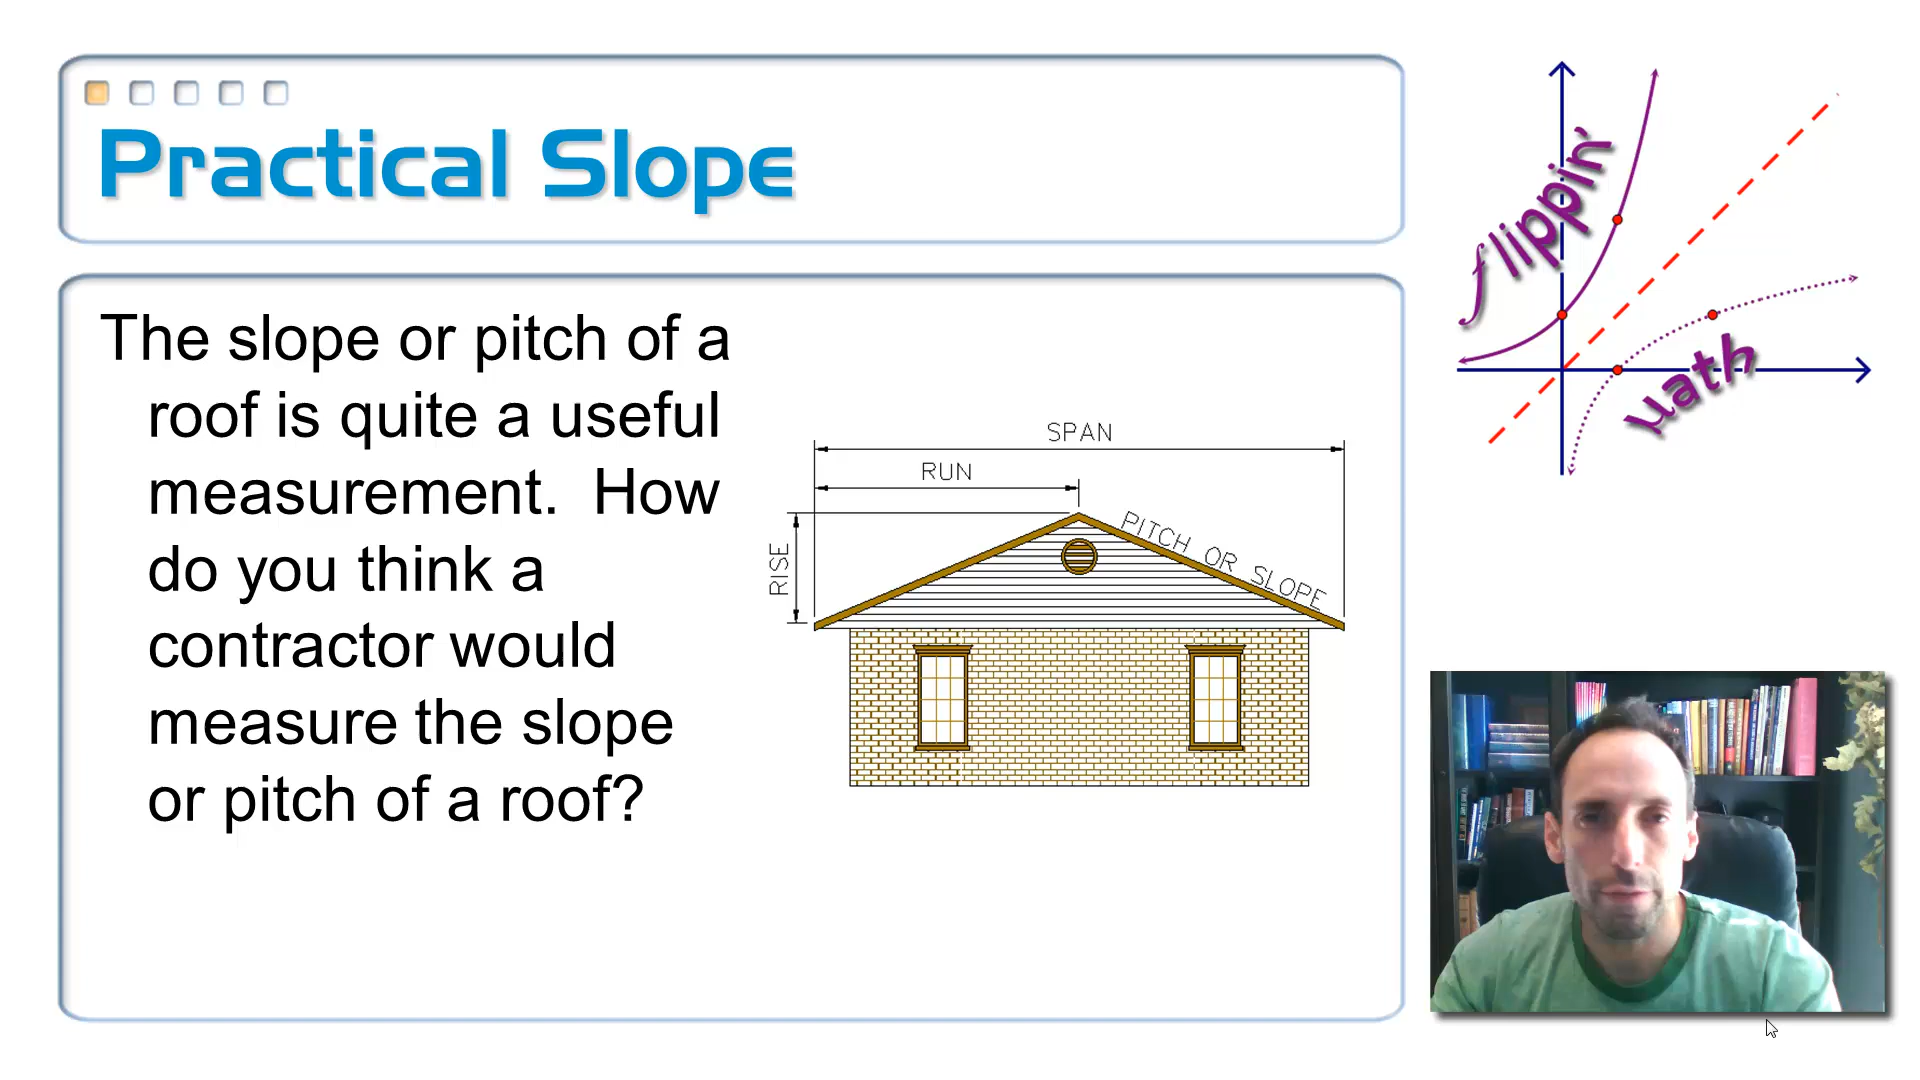 Practical Slope
The slope or pitch of a
roof is quite a useful
measurement.  How
do you think a
contractor would
measure the slope
or pitch of a roof?
SPAN
RUN
RISE
PITCH OR SLOPE
flippin'
math